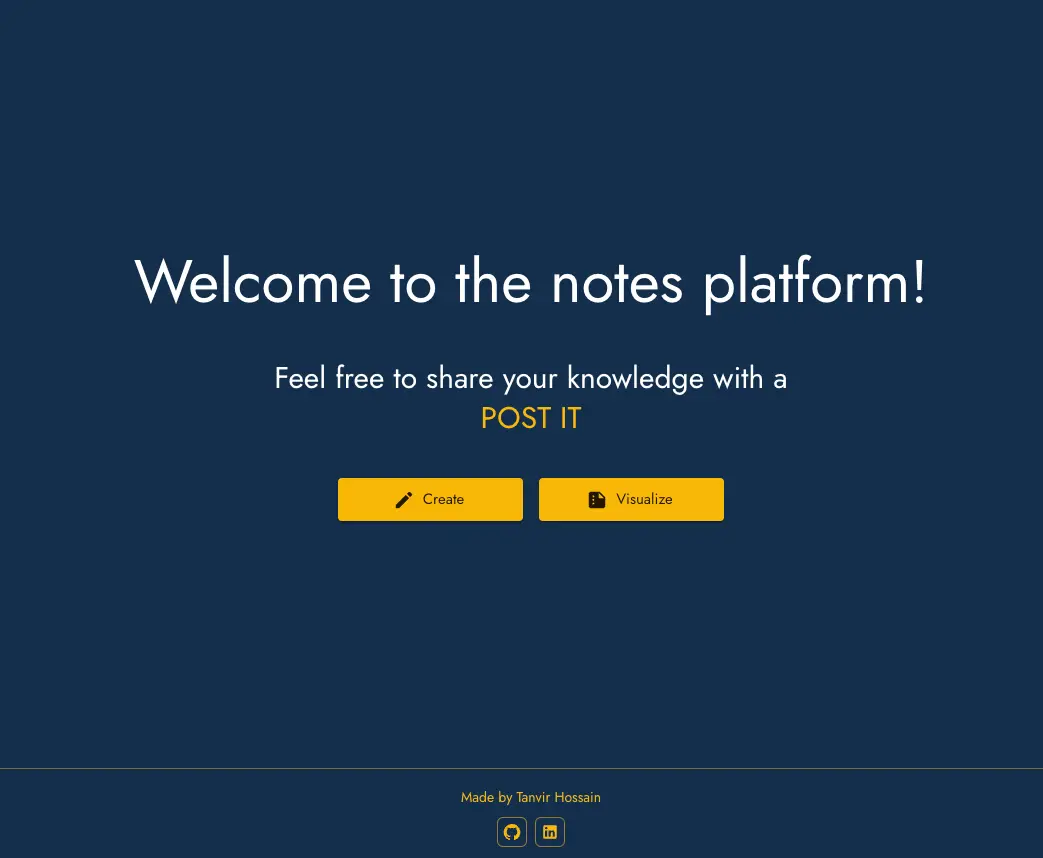 Welcome to the notes platform!
Feel free to share your knowledge with a
POST IT
Create
Visualize
Made by Tanvir Hossain